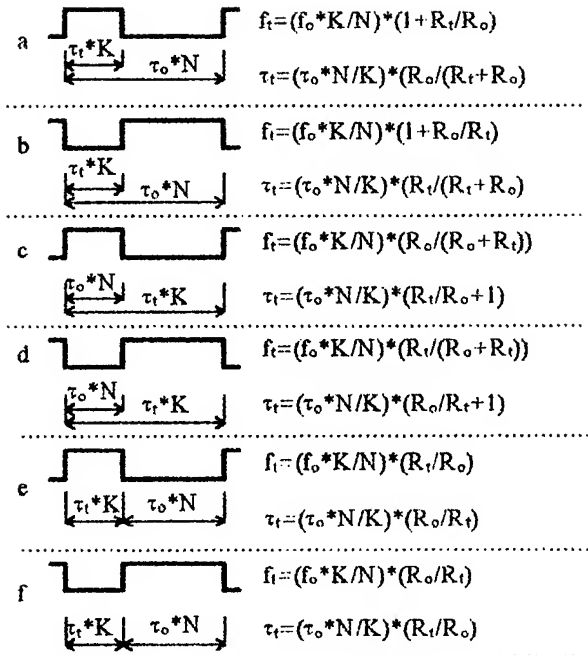 a fₜ=(fₒ*K/N)*(1+Rₜ/Rₒ)
τₜ*K
τₒ*N τₜ=(τₒ*N/K)*(Rₒ/(Rₜ+Rₒ)
b fₜ=(fₒ*K/N)*(1+Rₒ/Rₜ)
τₜ*K
τₒ*N τₜ=(τₒ*N/K)*(Rₜ/(Rₜ+Rₒ)
c fₜ=(fₒ*K/N)*(Rₒ/(Rₒ+Rₜ))
τₒ*N
τₜ*K τₜ=(τₒ*N/K)*(Rₜ/Rₒ+1)
d fₜ=(fₒ*K/N)*(Rₜ/(Rₒ+Rₜ))
τₒ*N
τₜ*K τₜ=(τₒ*N/K)*(Rₒ/Rₜ+1)
e fₜ=(fₒ*K/N)*(Rₜ/Rₒ)
τₜ*K τₒ*N τₜ=(τₒ*N/K)*(Rₒ/Rₜ)
f fₜ=(fₒ*K/N)*(Rₒ/Rₜ)
τₜ*K τₒ*N τₜ=(τₒ*N/K)*(Rₜ/Rₒ)